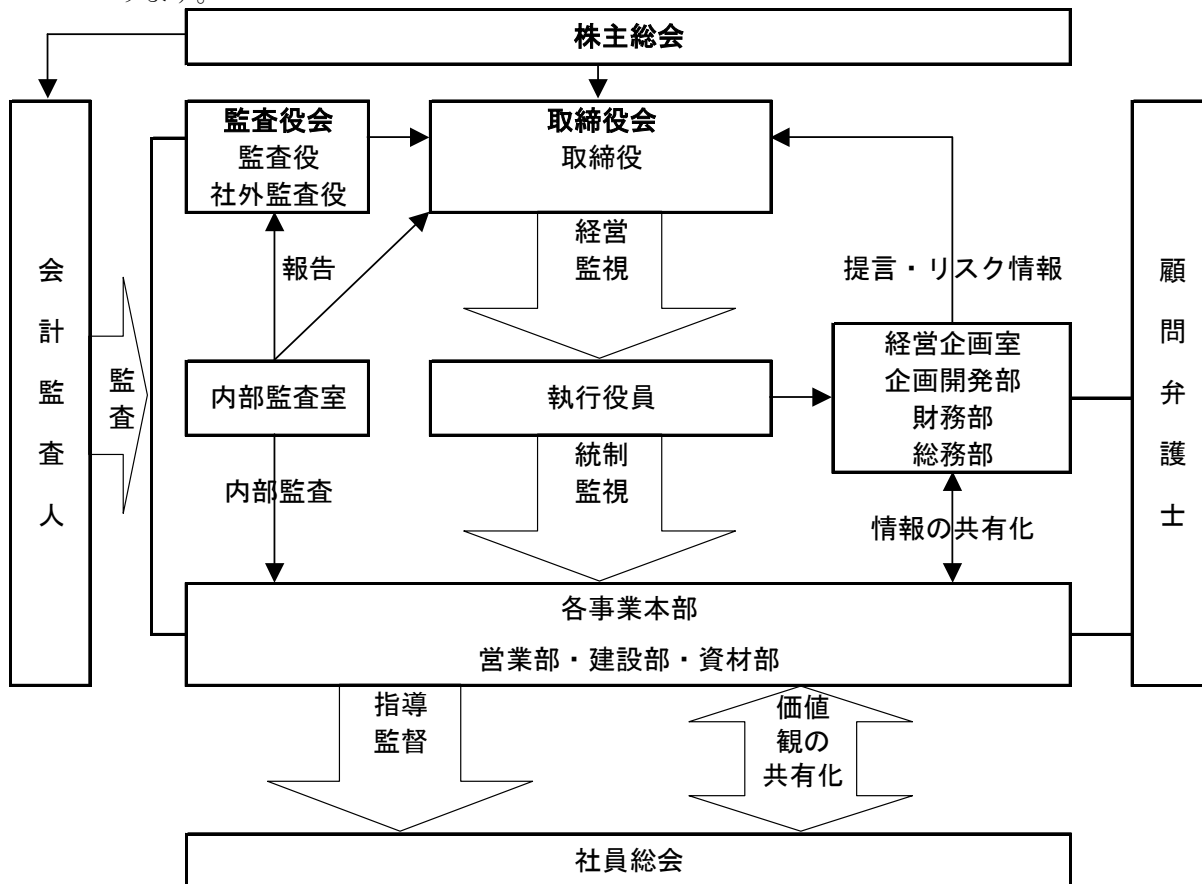 すます。
株主総会
監査役会
監査役
社外監査役
取締役会
取締役
経営
監視
報告
提言・リスク情報
会計監査人
監査
内部監査室
執行役員
経営企画室
企画開発部
財務部
総務部
顧問弁護士
内部監査
統制
監視
情報の共有化
各事業本部
営業部・建設部・資材部
指導
監督
価値
観の
共有化
社員総会